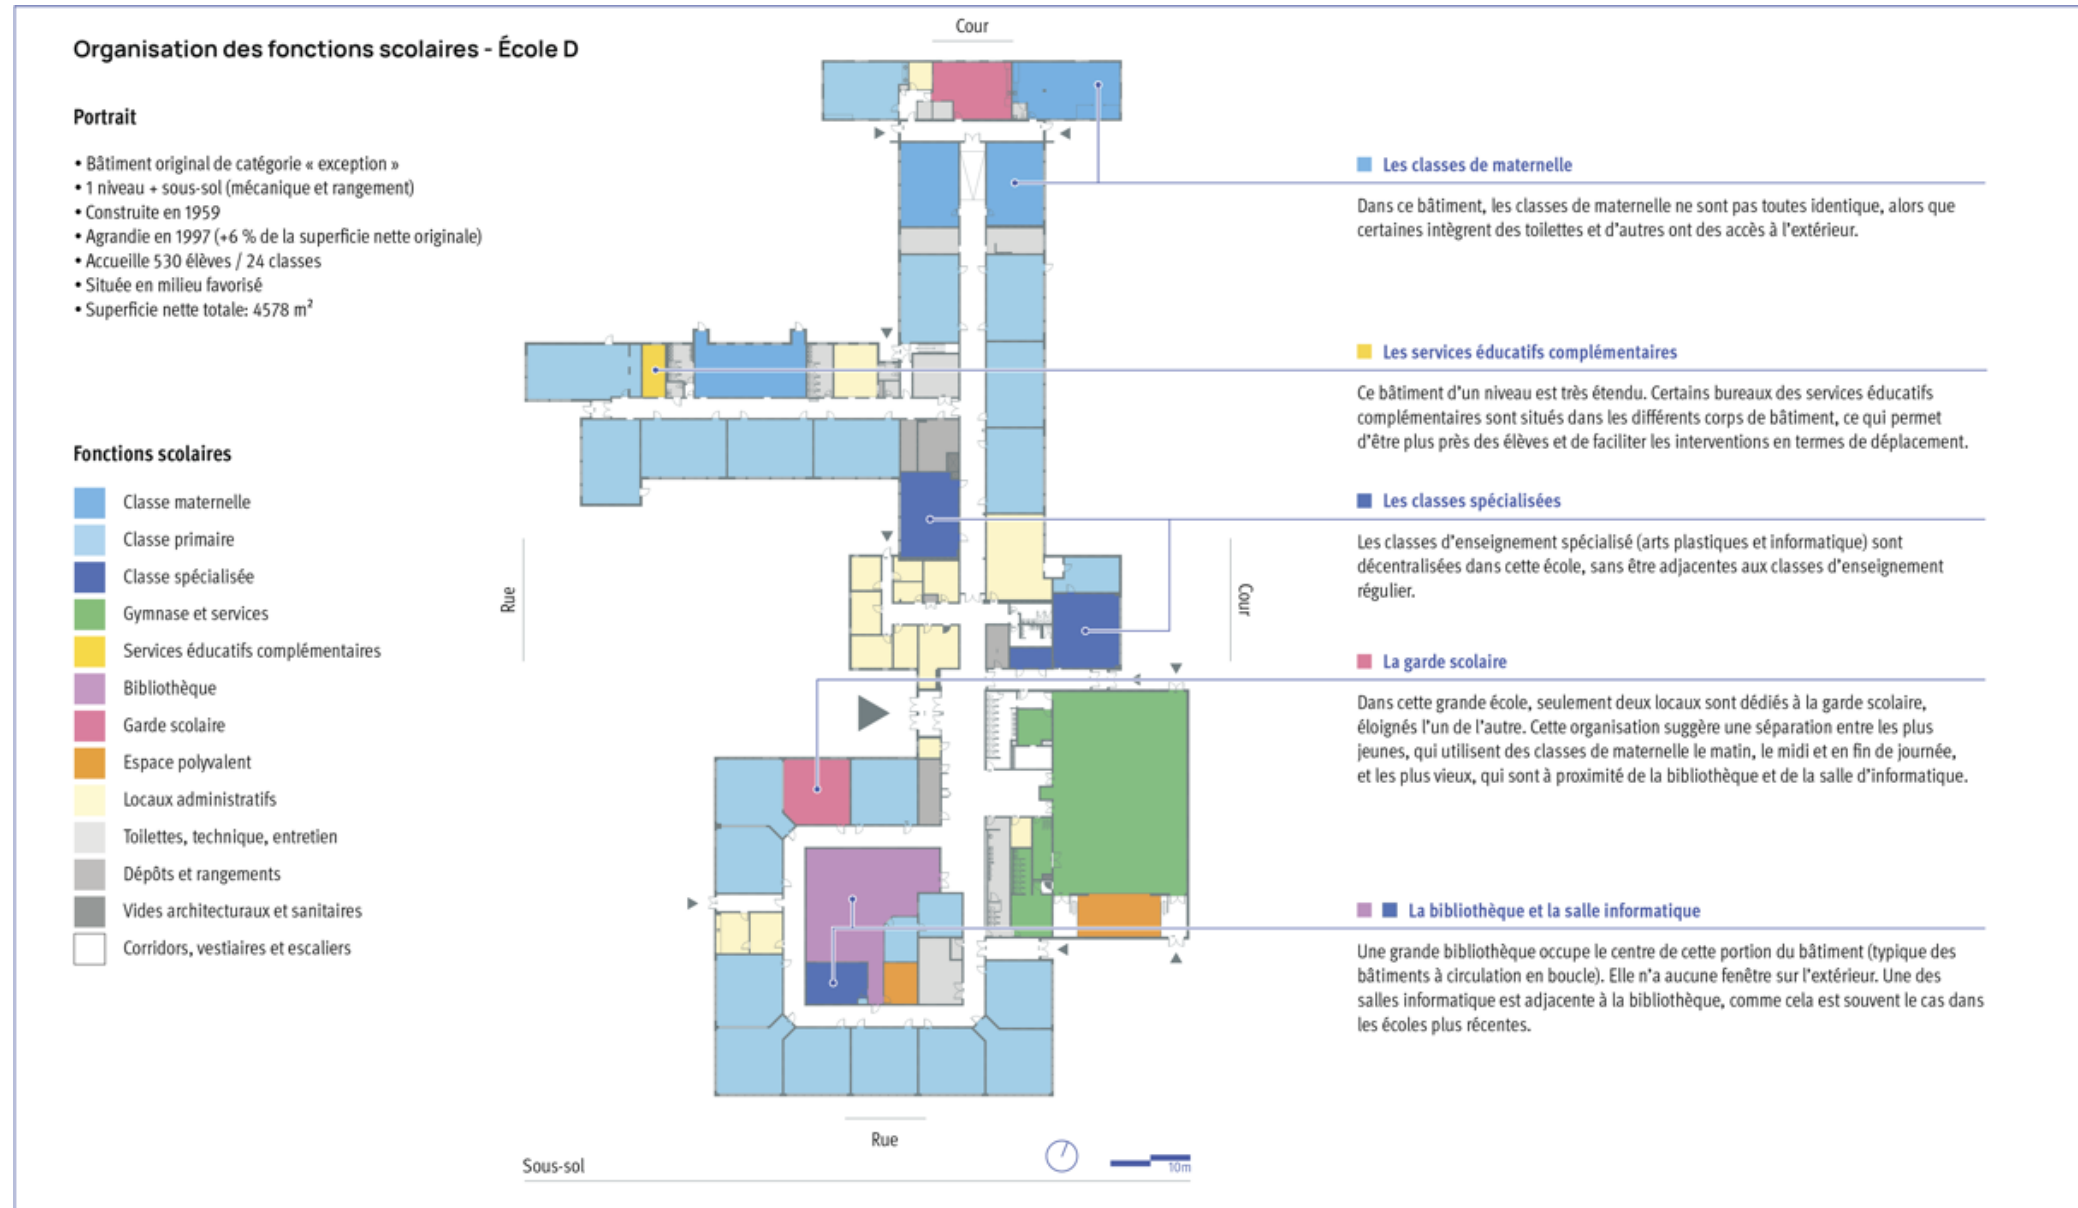 Organisation des fonctions scolaires - École D
Portrait
• Bâtiment original de catégorie « exception »
• 1 niveau + sous-sol (mécanique et rangement)
• Construite en 1959
• Agrandie en 1997 (+6 % de la superficie nette originale)
• Accueille 530 élèves / 24 classes
• Située en milieu favorisé
• Superficie nette totale: 4578 m²
Fonctions scolaires
Classe maternelle
Classe primaire
Classe spécialisée
Gymnase et services
Services éducatifs complémentaires
Bibliothèque
Garde scolaire
Espace polyvalent
Locaux administratifs
Toilettes, technique, entretien
Dépôts et rangements
Vides architecturaux et sanitaires
Corridors, vestiaires et escaliers
Cour
Rue
Cour
Rue
Sous-sol
10m
Les classes de maternelle
Dans ce bâtiment, les classes de maternelle ne sont pas toutes identique, alors que
certaines intègrent des toilettes et d'autres ont des accès à l'extérieur.
Les services éducatifs complémentaires
Ce bâtiment d'un niveau est très étendu. Certains bureaux des services éducatifs
complémentaires sont situés dans les différents corps de bâtiment, ce qui permet
d'être plus près des élèves et de faciliter les interventions en termes de déplacement.
Les classes spécialisées
Les classes d'enseignement spécialisé (arts plastiques et informatique) sont
décentralisées dans cette école, sans être adjacentes aux classes d'enseignement
régulier.
La garde scolaire
Dans cette grande école, seulement deux locaux sont dédiés à la garde scolaire,
éloignés l'un de l'autre. Cette organisation suggère une séparation entre les plus
jeunes, qui utilisent des classes de maternelle le matin, le midi et en fin de journée,
et les plus vieux, qui sont à proximité de la bibliothèque et de la salle d'informatique.
La bibliothèque et la salle informatique
Une grande bibliothèque occupe le centre de cette portion du bâtiment (typique des
bâtiments à circulation en boucle). Elle n'a aucune fenêtre sur l'extérieur. Une des
salles informatique est adjacente à la bibliothèque, comme cela est souvent le cas dans
les écoles plus récentes.